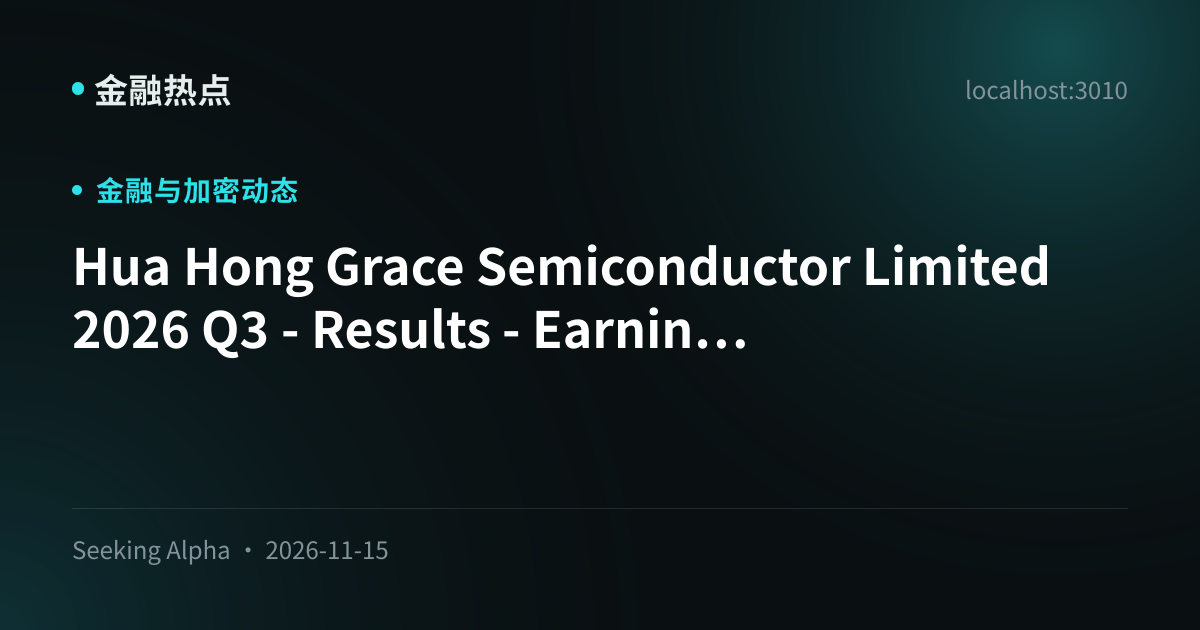 金融热点
localhost:3010
金融与加密动态
Hua Hong Grace Semiconductor Limited
2026 Q3 - Results - Earnin…
Seeking Alpha · 2026-11-15